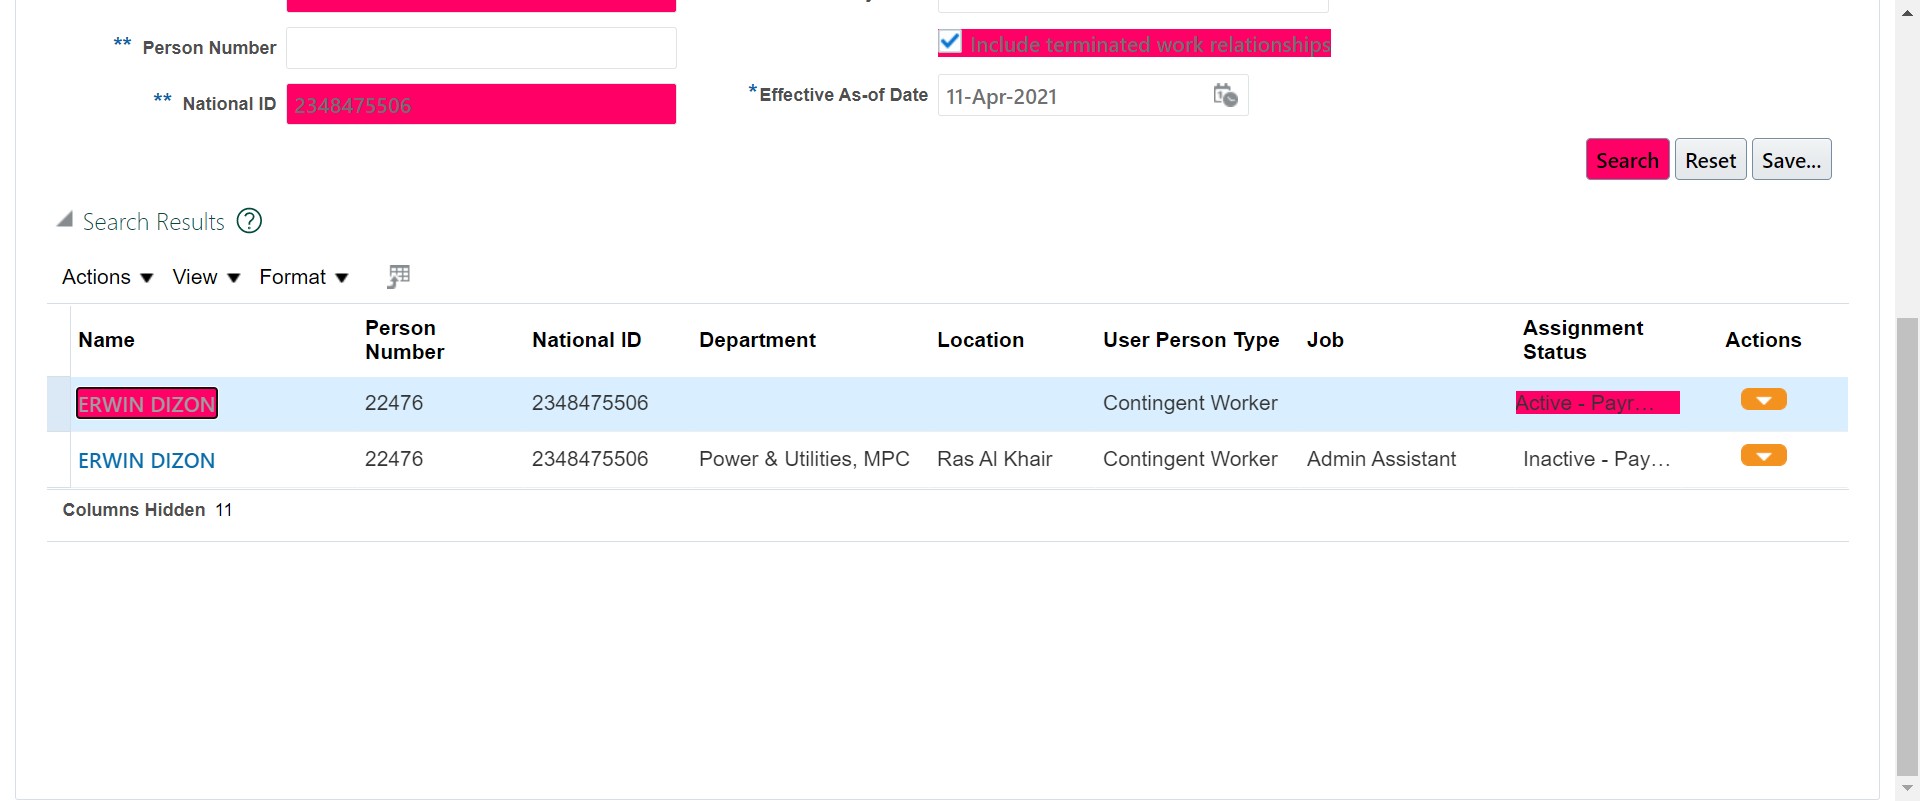 ** Person Number
Include terminated work relationships
** National ID 2348475506
*Effective As-of Date 11-Apr-2021
Search Reset Save...
Search Results ?
Actions View Format
Name Person Number National ID Department Location User Person Type Job Assignment Status Actions
ERWIN DIZON 22476 2348475506 Contingent Worker Active - Payr...
ERWIN DIZON 22476 2348475506 Power & Utilities, MPC Ras Al Khair Contingent Worker Admin Assistant Inactive - Pay...
Columns Hidden 11